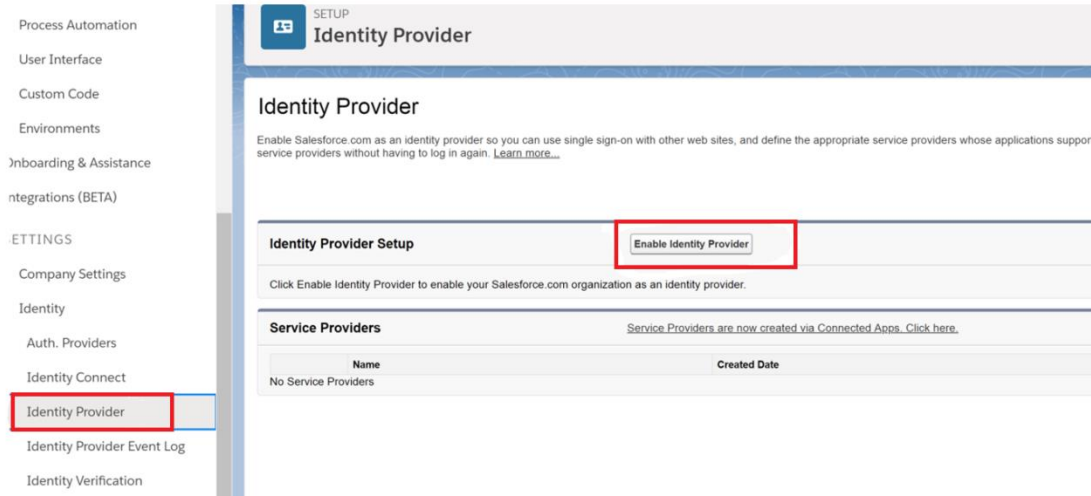 Process Automation
User Interface
Custom Code
Environments
Onboarding & Assistance
ntegrations (BETA)
ETTINGS
Company Settings
Identity
Auth. Providers
Identity Connect
Identity Provider
Identity Provider Event Log
Identity Verification
SETUP
Identity Provider
Identity Provider
Enable Salesforce.com as an identity provider so you can use single sign-on with other web sites, and define the appropriate service providers whose applications suppor
service providers without having to log in again. Learn more...
Identity Provider Setup Enable Identity Provider
Click Enable Identity Provider to enable your Salesforce.com organization as an identity provider.
Service Providers Service Providers are now created via Connected Apps. Click here.
Name Created Date
No Service Providers